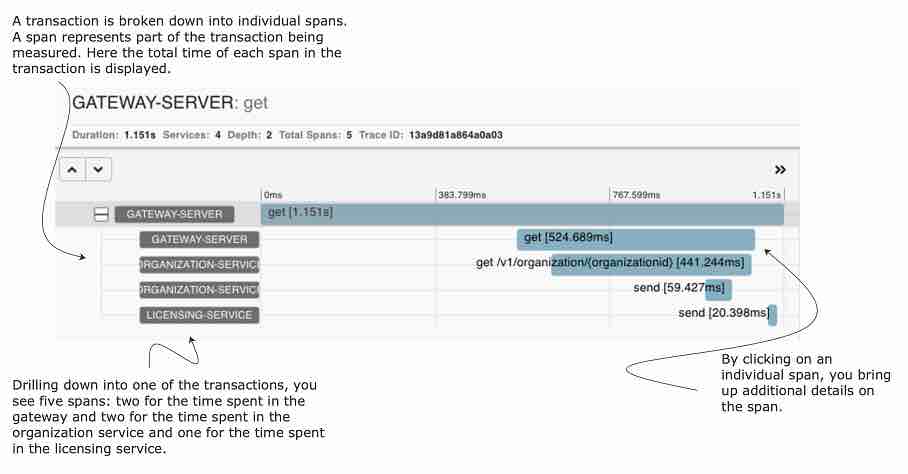 A transaction is broken down into individual spans.
A span represents part of the transaction being
measured. Here the total time of each span in the
transaction is displayed.
GATEWAY-SERVER: get
Duration: 1.151s Services: 4 Depth: 2 Total Spans: 5 Trace ID: 13a9d81a864a0a03
0ms 383.799ms 767.599ms 1.151s
GATEWAY-SERVER get [1.151s]
GATEWAY-SERVER get [524.689ms]
ORGANIZATION-SERVIC get /v1/organization/{organizationid} [441.244ms]
ORGANIZATION-SERVIC send [59.427ms]
LICENSING-SERVICE send [20.398ms]
By clicking on an
individual span, you bring
up additional details on
the span.
Drilling down into one of the transactions, you
see five spans: two for the time spent in the
gateway and two for the time spent in the
organization service and one for the time spent
in the licensing service.